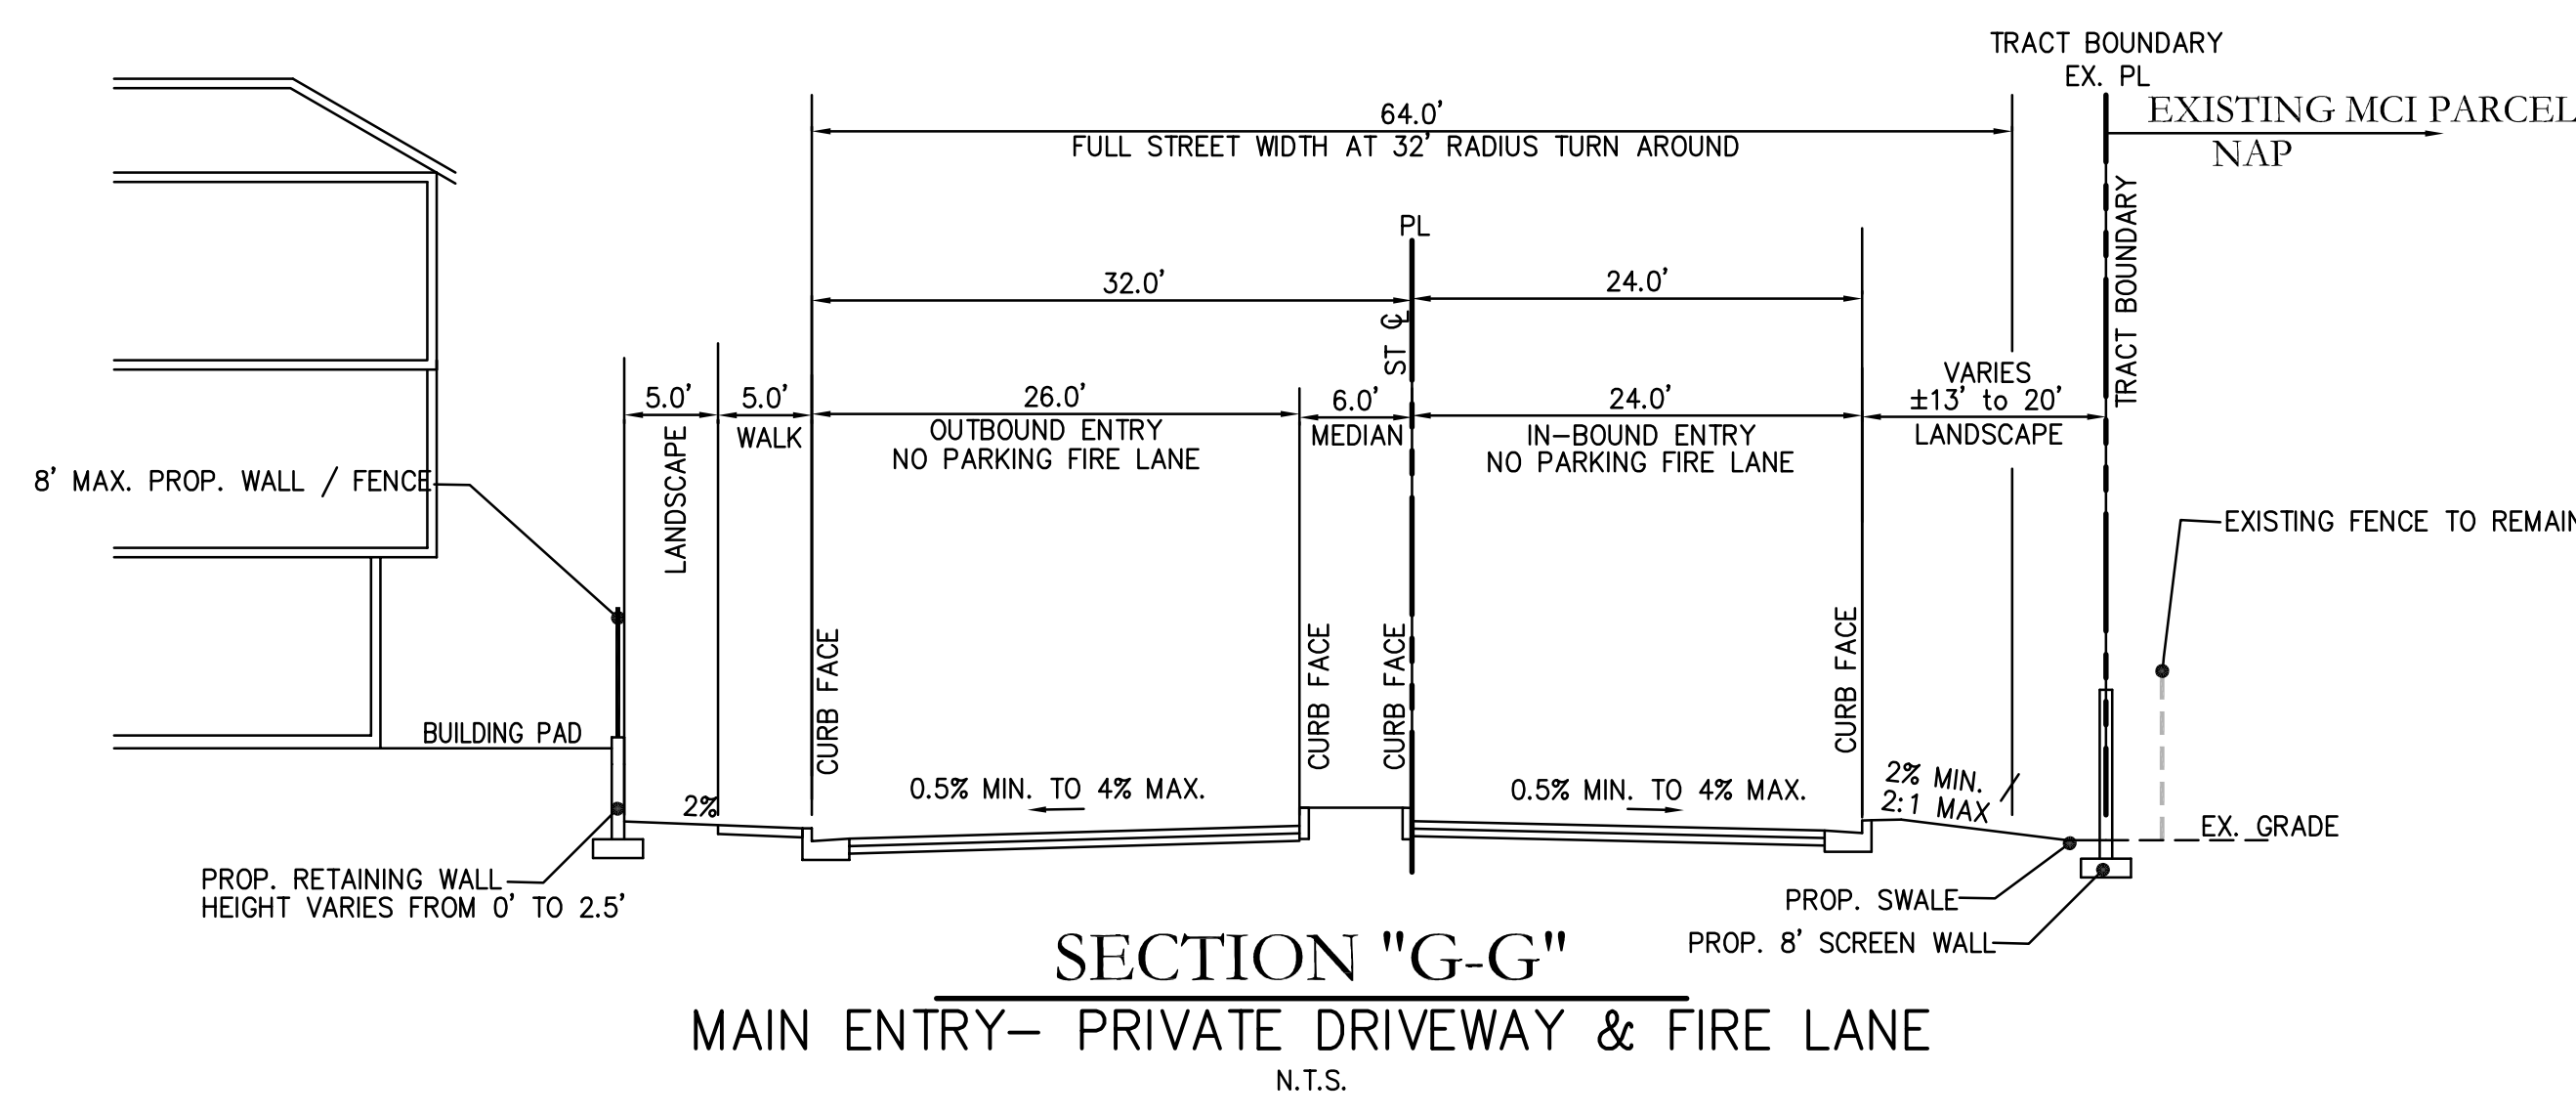 TRACT BOUNDARY
EX. PL
64.0'
FULL STREET WIDTH AT 32' RADIUS TURN AROUND
EXISTING MCI PARCEL
NAP
TRACT BOUNDARY
PL
32.0'
24.0'
ST ℄
5.0'
LANDSCAPE
5.0'
WALK
26.0'
OUTBOUND ENTRY
NO PARKING FIRE LANE
6.0'
MEDIAN
24.0'
IN-BOUND ENTRY
NO PARKING FIRE LANE
VARIES
±13' to 20'
LANDSCAPE
8' MAX. PROP. WALL / FENCE
EXISTING FENCE TO REMAIN
CURB FACE
CURB FACE
CURB FACE
CURB FACE
BUILDING PAD
2%
0.5% MIN. TO 4% MAX.
0.5% MIN. TO 4% MAX.
2% MIN.
2:1 MAX
EX. GRADE
PROP. RETAINING WALL
HEIGHT VARIES FROM 0' TO 2.5'
PROP. SWALE
PROP. 8' SCREEN WALL
SECTION "G-G"
MAIN ENTRY- PRIVATE DRIVEWAY & FIRE LANE
N.T.S.